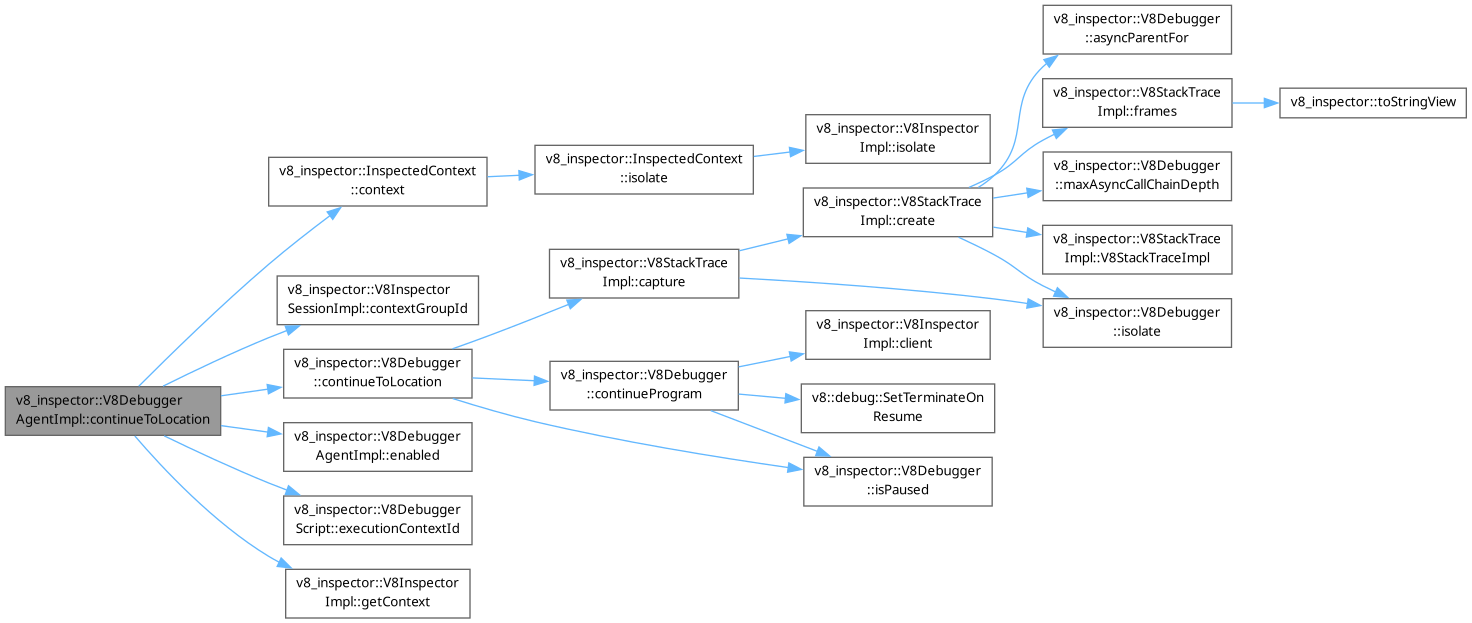 v8_inspector::V8Debugger
AgentImpl::continueToLocation
v8_inspector::InspectedContext
::context
v8_inspector::InspectedContext
::isolate
v8_inspector::V8Inspector
Impl::isolate
v8_inspector::V8Inspector
SessionImpl::contextGroupId
v8_inspector::V8Debugger
::continueToLocation
v8_inspector::V8StackTrace
Impl::capture
v8_inspector::V8StackTrace
Impl::create
v8_inspector::V8Debugger
::asyncParentFor
v8_inspector::V8StackTrace
Impl::frames
v8_inspector::toStringView
v8_inspector::V8Debugger
::maxAsyncCallChainDepth
v8_inspector::V8StackTrace
Impl::V8StackTraceImpl
v8_inspector::V8Debugger
::isolate
v8_inspector::V8Debugger
::continueProgram
v8_inspector::V8Inspector
Impl::client
v8::debug::SetTerminateOn
Resume
v8_inspector::V8Debugger
::isPaused
v8_inspector::V8Debugger
AgentImpl::enabled
v8_inspector::V8Debugger
Script::executionContextId
v8_inspector::V8Inspector
Impl::getContext